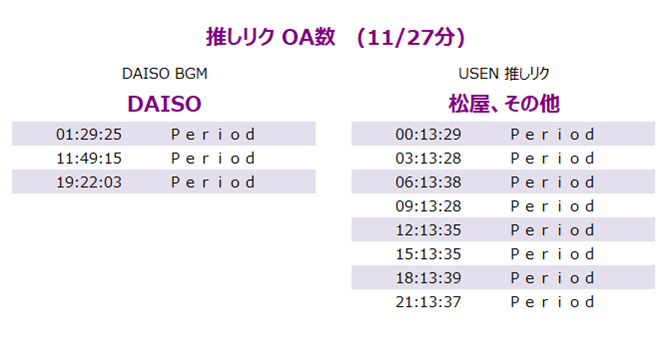 推しリク OA数　(11/27分)
DAISO BGM
DAISO
01:29:25　Ｐｅｒｉｏｄ
11:49:15　Ｐｅｒｉｏｄ
19:22:03　Ｐｅｒｉｏｄ
USEN 推しリク
松屋、その他
00:13:29　Ｐｅｒｉｏｄ
03:13:28　Ｐｅｒｉｏｄ
06:13:38　Ｐｅｒｉｏｄ
09:13:28　Ｐｅｒｉｏｄ
12:13:35　Ｐｅｒｉｏｄ
15:13:35　Ｐｅｒｉｏｄ
18:13:39　Ｐｅｒｉｏｄ
21:13:37　Ｐｅｒｉｏｄ